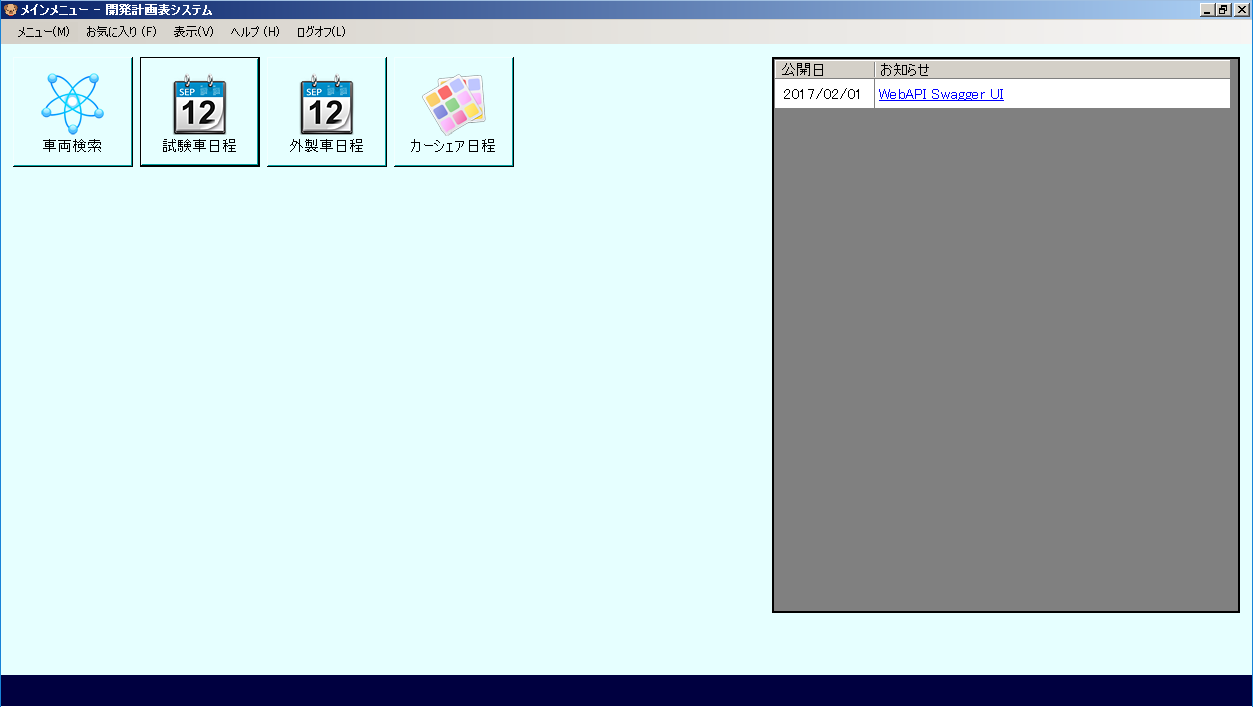 メインメニュー - 開発計画表システム
メニュー(M) お気に入り(F) 表示(V) ヘルプ(H) ログオフ(L)
SEP
12
SEP
12
車両検索
試験車日程
外製車日程
カーシェア日程
公開日 お知らせ
2017/02/01 WebAPI Swagger UI